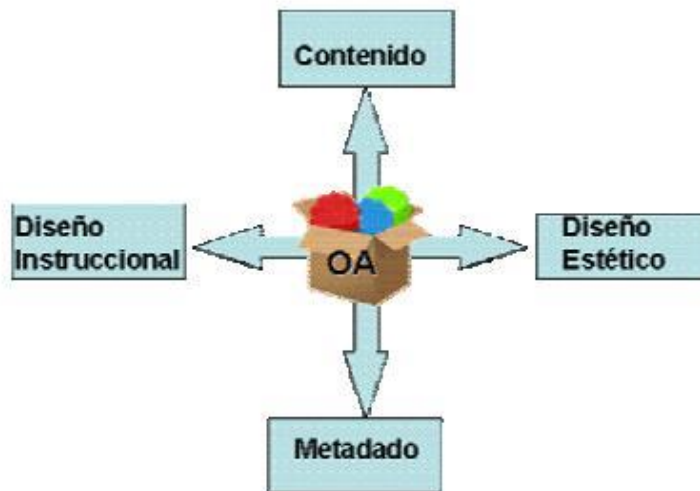 Contenido
Diseño
Instruccional
OA
Diseño
Estético
Metadado